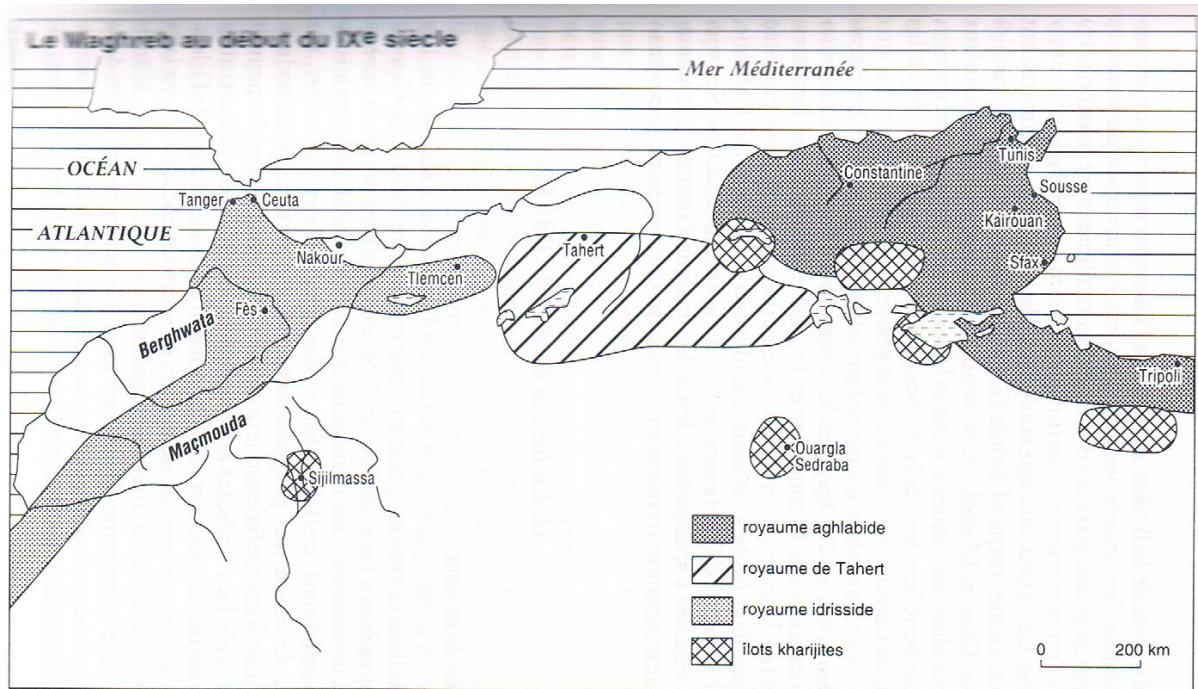 Le Maghreb au début du IXe siècle
Mer Méditerranée
OCÉAN
ATLANTIQUE
Tanger
Ceuta
Nakour
Tlemcen
Fès
Berghwata
Maçmouda
Sijilmassa
Tahert
Constantine
Tunis
Sousse
Kairouan
Sfax
Tripoli
Ouargla
Sedraba
royaume aghlabide
royaume de Tahert
royaume idrisside
îlots kharijites
0 200 km